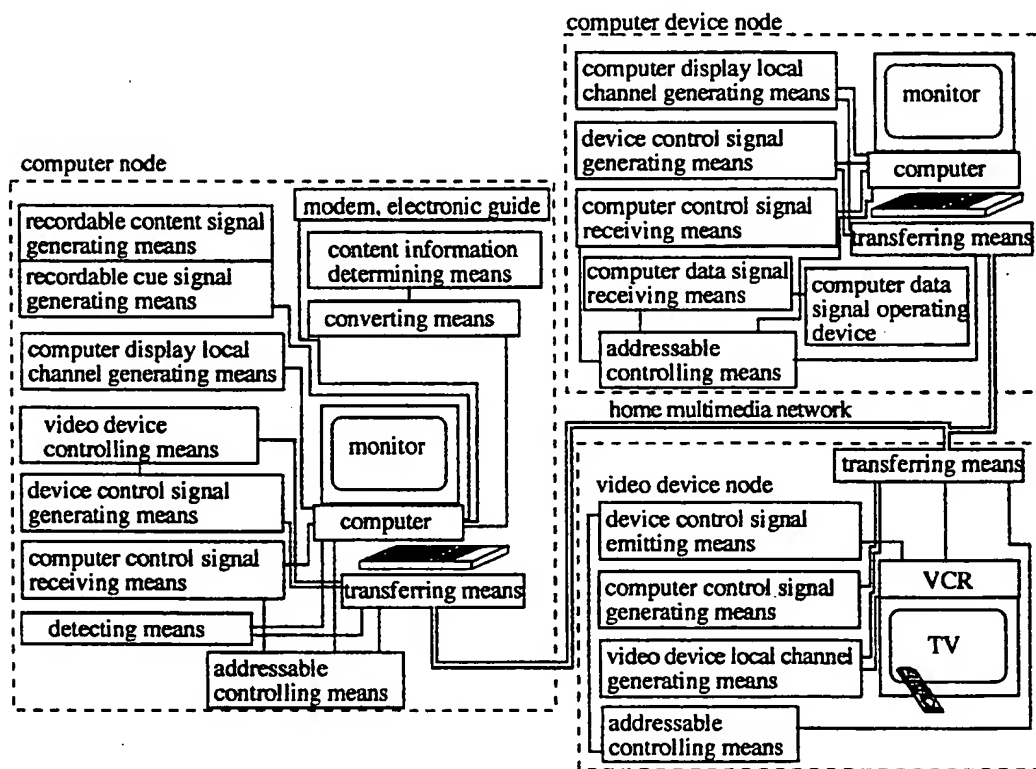 computer device node
computer display local
channel generating means
monitor
device control signal
generating means
computer
computer control signal
receiving means
transferring means
computer data signal
receiving means
computer data
signal operating
device
addressable
controlling means
computer node
recordable content signal
generating means
recordable cue signal
generating means
modem, electronic guide
content information
determining means
converting means
computer display local
channel generating means
video device
controlling means
monitor
device control signal
generating means
computer
computer control signal
receiving means
transferring means
detecting means
addressable
controlling means
home multimedia network
transferring means
video device node
device control signal
emitting means
VCR
computer control signal
generating means
TV
video device local channel
generating means
addressable
controlling means